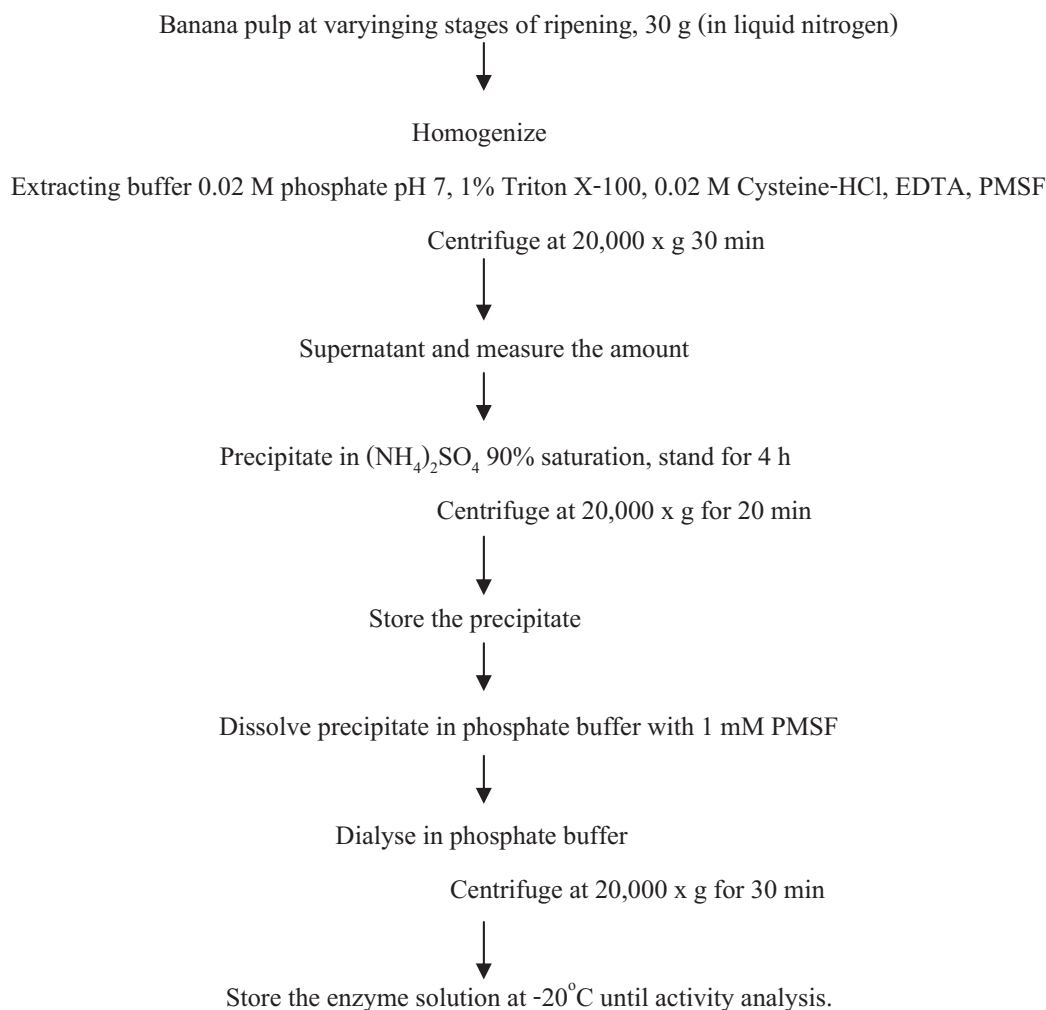 Banana pulp at varyinging stages of ripening, 30 g (in liquid nitrogen)
Homogenize
Extracting buffer 0.02 M phosphate pH 7, 1% Triton X-100, 0.02 M Cysteine-HCl, EDTA, PMSF
Centrifuge at 20,000 x g 30 min
Supernatant and measure the amount
Precipitate in (NH₄)₂SO₄ 90% saturation, stand for 4 h
Centrifuge at 20,000 x g for 20 min
Store the precipitate
Dissolve precipitate in phosphate buffer with 1 mM PMSF
Dialyse in phosphate buffer
Centrifuge at 20,000 x g for 30 min
Store the enzyme solution at -20°C until activity analysis.